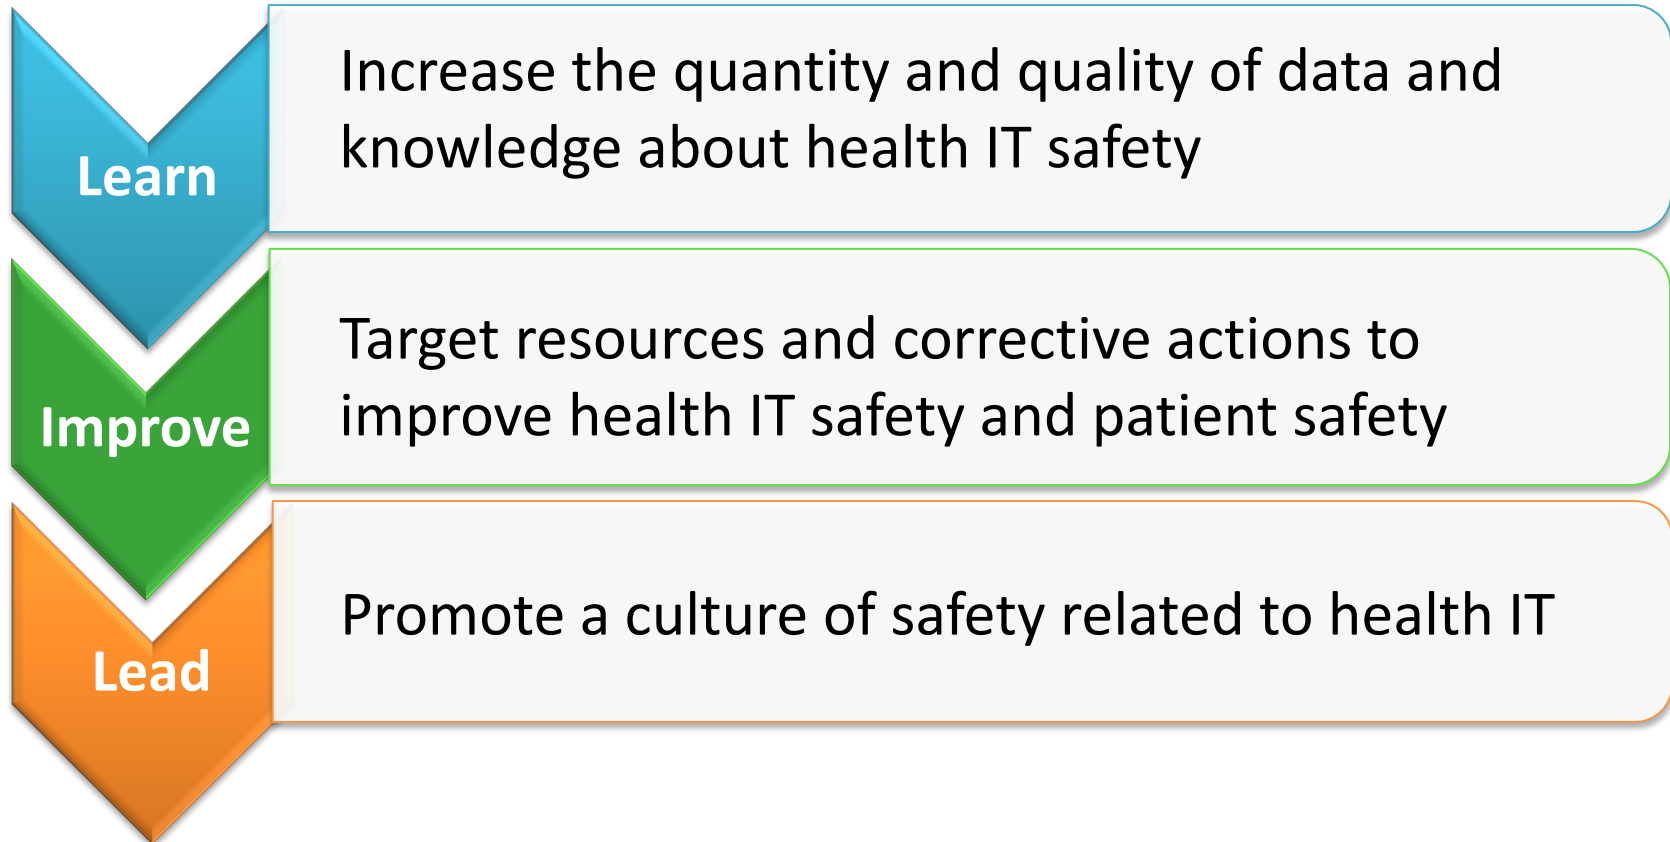 Learn
Increase the quantity and quality of data and
knowledge about health IT safety
Improve
Target resources and corrective actions to
improve health IT safety and patient safety
Lead
Promote a culture of safety related to health IT